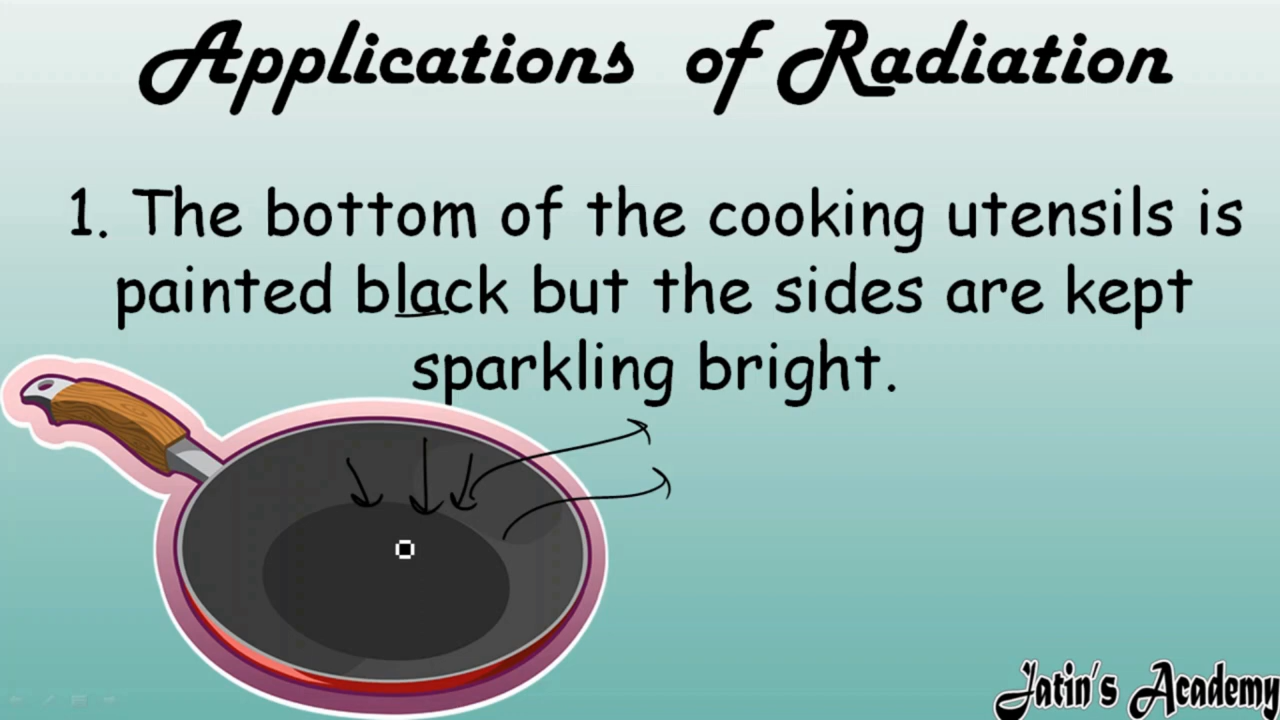 Applications of Radiation
1. The bottom of the cooking utensils is
painted black but the sides are kept
sparkling bright.
Jatin's Academy